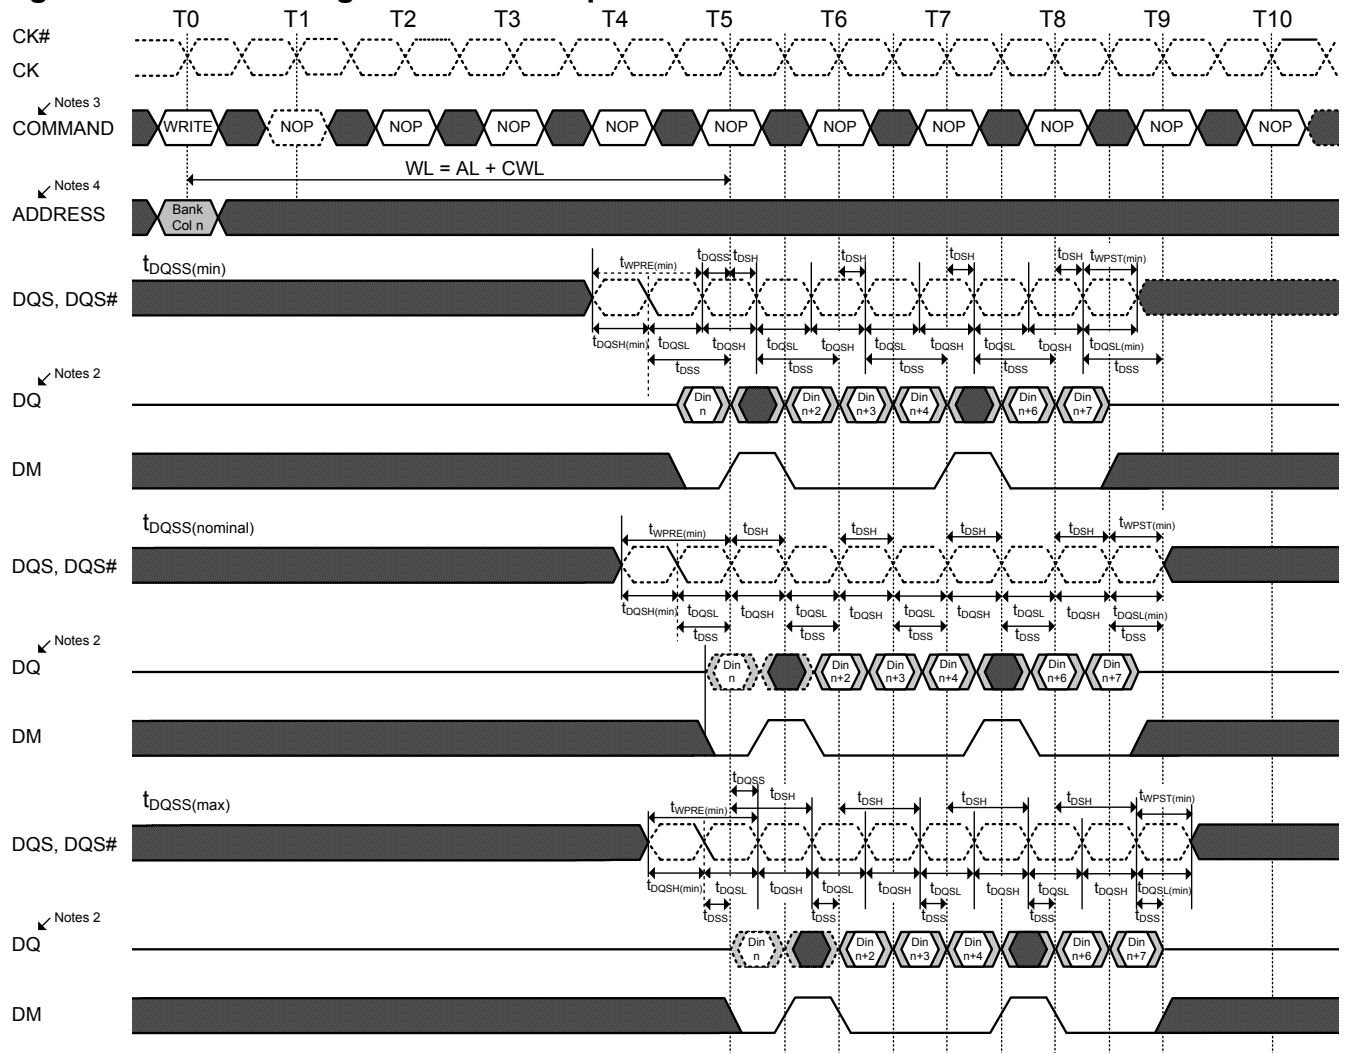 T0 T1 T2 T3 T4 T5 T6 T7 T8 T9 T10
CK#
CK
Notes 3
COMMAND WRITE NOP NOP NOP NOP NOP NOP NOP NOP NOP NOP
WL = AL + CWL
Notes 4
ADDRESS Bank Col n
tDQSS(min) tWPRE(min) tDQSS tDSH tDSH tDSH tDSH tWPST(min)
DQS, DQS#
tDQSH(min) tDQSL tDQSH tDQSL tDQSH tDQSL tDQSH tDQSL tDQSH tDQSL(min)
tDSS tDSS tDSS tDSS tDSS
Notes 2
DQ Din n Din n+2 Din n+3 Din n+4 Din n+6 Din n+7
DM
tDQSS(nominal) tWPRE(min) tDSH tDSH tDSH tDSH tWPST(min)
DQS, DQS#
tDQSH(min) tDQSL tDQSH tDQSL tDQSH tDQSL tDQSH tDQSL tDQSH tDQSL(min)
tDSS tDSS tDSS tDSS tDSS
Notes 2
DQ Din n Din n+2 Din n+3 Din n+4 Din n+6 Din n+7
DM
tDQSS
tDQSS(max) tWPRE(min) tDSH tDSH tDSH tDSH tWPST(min)
DQS, DQS#
tDQSH(min) tDQSL tDQSH tDQSL tDQSH tDQSL tDQSH tDQSL tDQSH tDQSL(min)
tDSS tDSS tDSS tDSS tDSS
Notes 2
DQ Din n Din n+2 Din n+3 Din n+4 Din n+6 Din n+7
DM